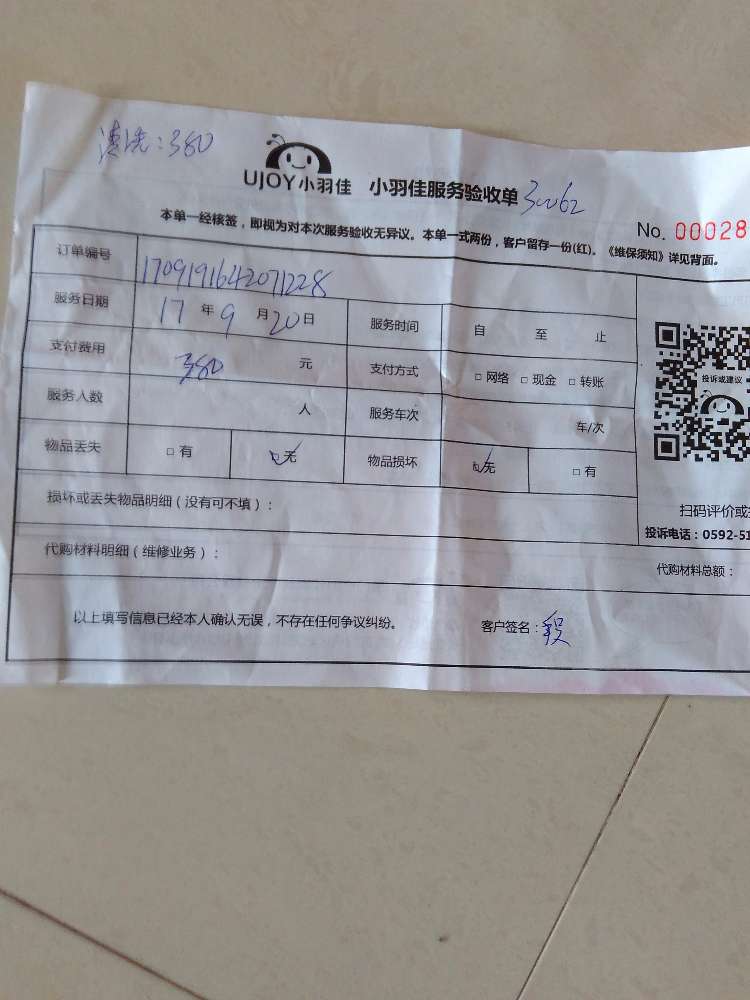 清洗：380
UJOY小羽佳 小羽佳服务验收单 30062
No. 00028
本单一经核签，即视为对本次服务验收无异议。本单一式两份，客户留存一份(红)。《维保须知》详见背面。
订单编号 1709191642071228
服务日期 17 年 9 月 20 日 服务时间 自 至 止
支付费用 380 元 支付方式 □ 网络 □ 现金 □ 转账
服务人数 人 服务车次 车/次
物品丢失 □ 有 ☑ 无 物品损坏 ☑ 无 □ 有
投诉或建议
损坏或丢失物品明细（没有可不填）：
扫码评价或
投诉电话：0592-51
代购材料明细（维修业务）：
代购材料总额：
以上填写信息已经本人确认无误，不存在任何争议纠纷。 客户签名：